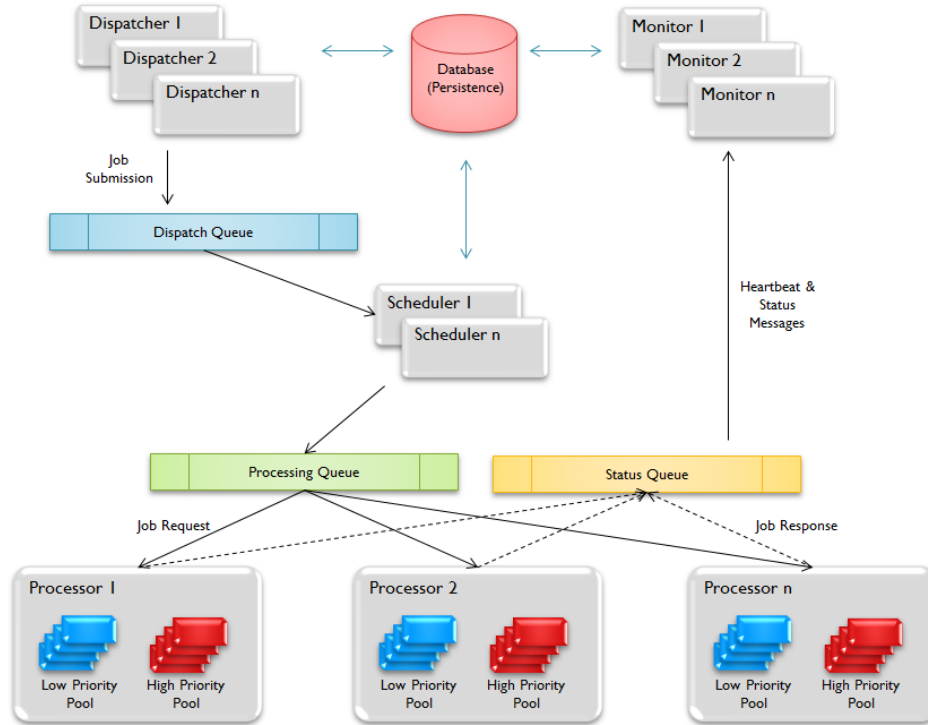 Dispatcher 1
Dispatcher 2
Dispatcher n
Database
(Persistence)
Monitor 1
Monitor 2
Monitor n
Job
Submission
Dispatch Queue
Scheduler 1
Scheduler n
Heartbeat &
Status
Messages
Processing Queue
Status Queue
Job Request
Job Response
Processor 1
Low Priority
Pool
High Priority
Pool
Processor 2
Low Priority
Pool
High Priority
Pool
Processor n
Low Priority
Pool
High Priority
Pool